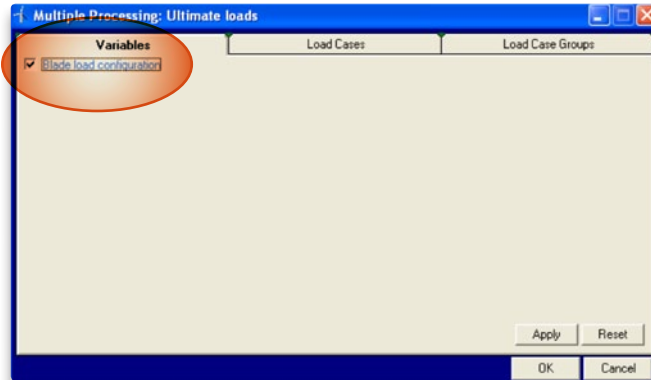 Multiple Processing: Ultimate loads
Variables
Load Cases
Load Case Groups
Blade load configuration
Apply
Reset
OK
Cancel